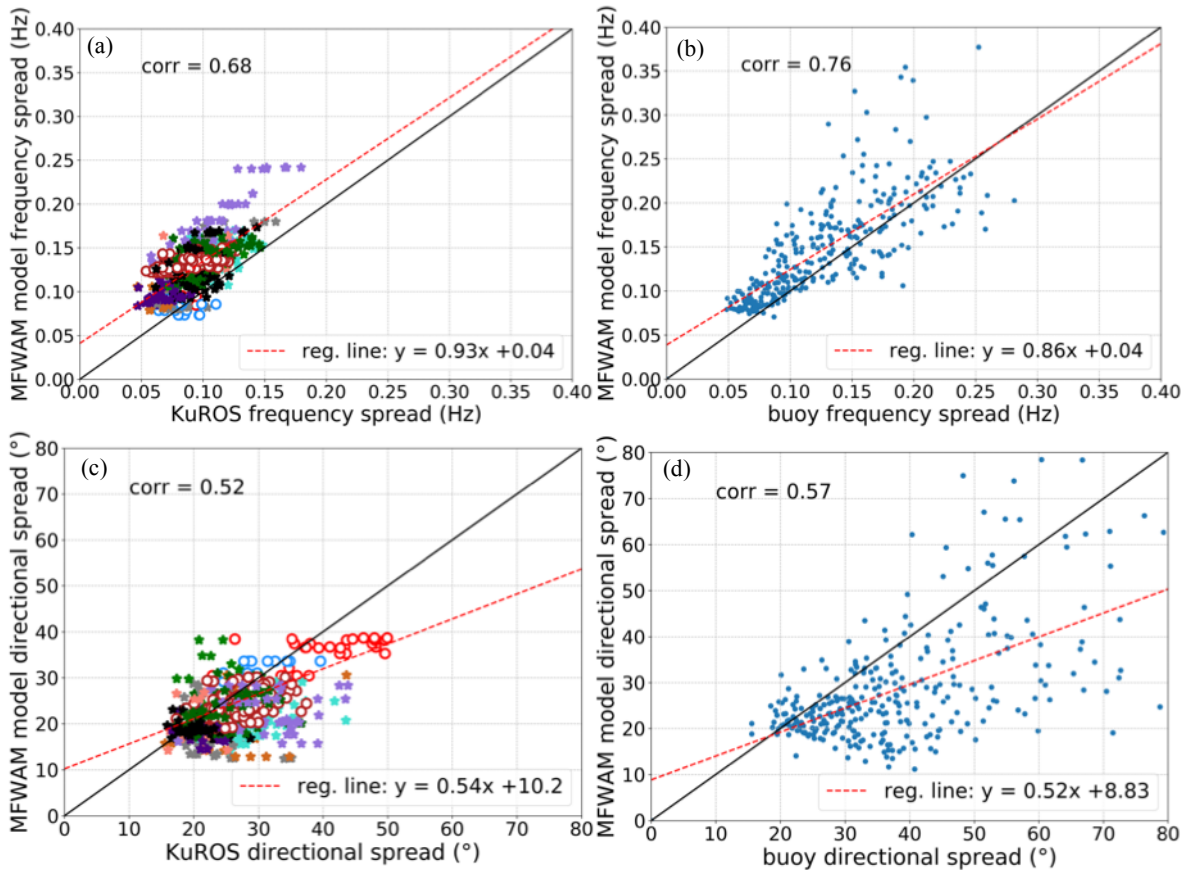 (a)
corr = 0.68
MFWAM model frequency spread (Hz)
0.40
0.35
0.30
0.25
0.20
0.15
0.10
0.05
0.00
reg. line: y = 0.93x +0.04
0.00 0.05 0.10 0.15 0.20 0.25 0.30 0.35 0.40
KuROS frequency spread (Hz)
(b)
corr = 0.76
MFWAM model frequency spread (Hz)
0.40
0.35
0.30
0.25
0.20
0.15
0.10
0.05
0.00
reg. line: y = 0.86x +0.04
0.00 0.05 0.10 0.15 0.20 0.25 0.30 0.35 0.40
buoy frequency spread (Hz)
(c)
corr = 0.52
MFWAM model directional spread (°)
80
70
60
50
40
30
20
10
0
reg. line: y = 0.54x +10.2
0 10 20 30 40 50 60 70 80
KuROS directional spread (°)
(d)
corr = 0.57
MFWAM model directional spread (°)
80
70
60
50
40
30
20
10
0
reg. line: y = 0.52x +8.83
0 10 20 30 40 50 60 70 80
buoy directional spread (°)